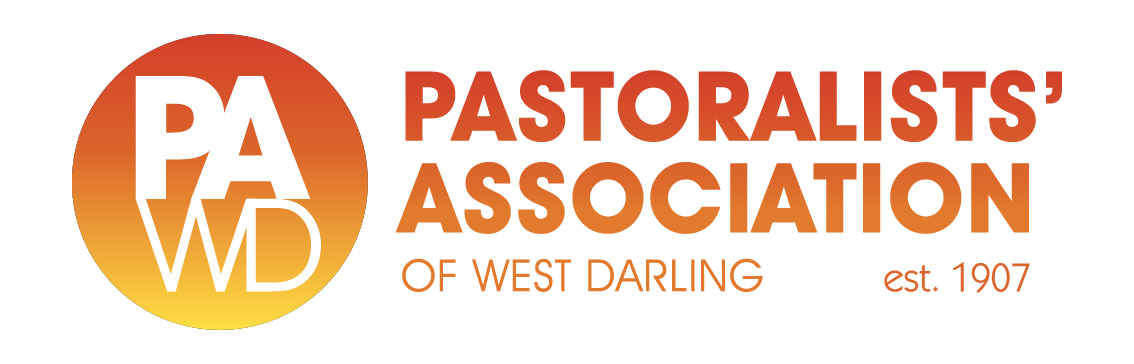 PA
WD
PASTORALISTS’
ASSOCIATION
OF WEST DARLING est. 1907